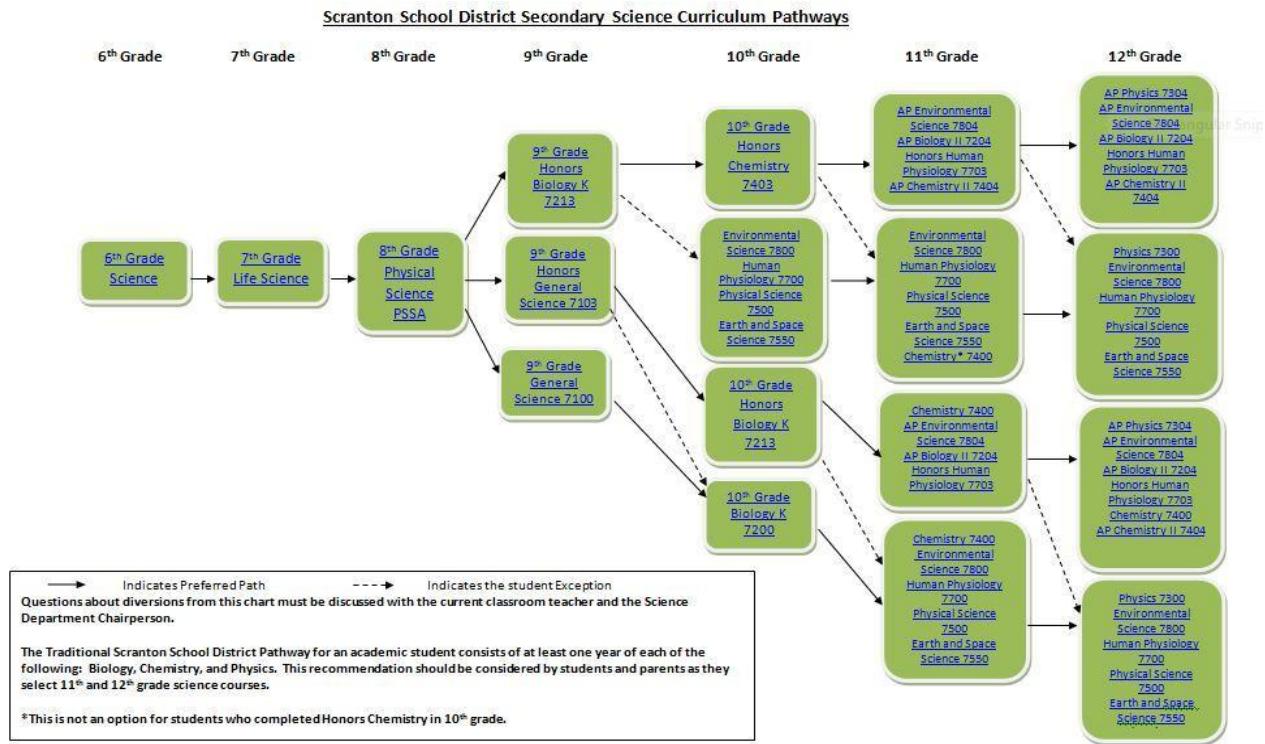 Scranton School District Secondary Science Curriculum Pathways
6th Grade
7th Grade
8th Grade
9th Grade
10th Grade
11th Grade
12th Grade
6th Grade
Science
7th Grade
Life Science
8th Grade
Physical
Science
PSSA
9th Grade
Honors
Biology K
7213
9th Grade
Honors
General
Science 7103
9th Grade
General
Science 7100
10th Grade
Honors
Chemistry
7403
Environmental
Science 7800
Human
Physiology 7700
Physical Science
7500
Earth and Space
Science 7550
10th Grade
Honors
Biology K
7213
10th Grade
Biology K
7200
AP Environmental
Science 7804
AP Biology II 7204
Honors Human
Physiology 7703
AP Chemistry II 7404
Environmental
Science 7800
Human Physiology
7700
Physical Science
7500
Earth and Space
Science 7550
Chemistry* 7400
Chemistry 7400
AP Environmental
Science 7804
AP Biology II 7204
Honors Human
Physiology 7703
Chemistry 7400
Environmental
Science 7800
Human Physiology
7700
Physical Science
7500
Earth and Space
Science 7550
AP Physics 7304
AP Environmental
Science 7804
AP Biology II 7204
Honors Human
Physiology 7703
AP Chemistry II
7404
Physics 7300
Environmental
Science 7800
Human Physiology
7700
Physical Science
7500
Earth and Space
Science 7550
AP Physics 7304
AP Environmental
Science 7804
AP Biology II 7204
Honors Human
Physiology 7703
Chemistry 7400
AP Chemistry II 7404
Physics 7300
Environmental
Science 7800
Human Physiology
7700
Physical Science
7500
Earth and Space
Science 7550
Indicates Preferred Path
Indicates the student Exception
Questions about diversions from this chart must be discussed with the current classroom teacher and the Science
Department Chairperson.
The Traditional Scranton School District Pathway for an academic student consists of at least one year of each of the
following: Biology, Chemistry, and Physics. This recommendation should be considered by students and parents as they
select 11th and 12th grade science courses.
*This is not an option for students who completed Honors Chemistry in 10th grade.